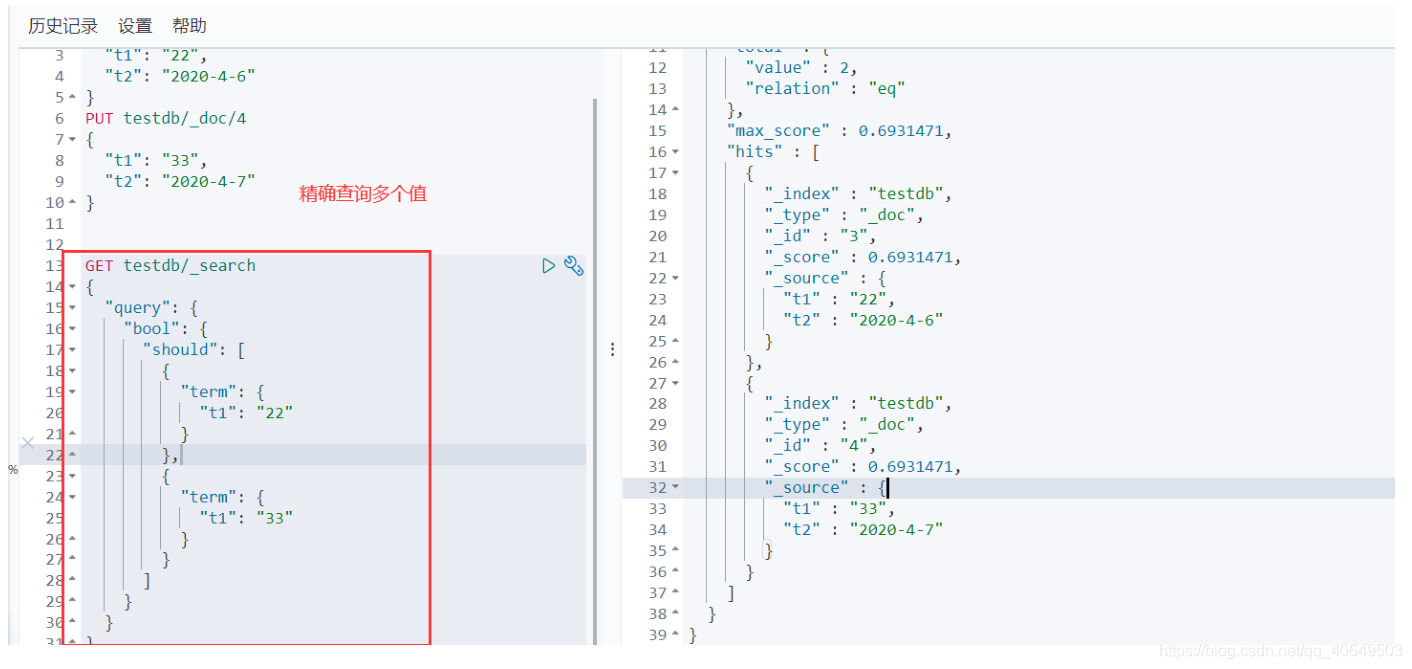 历史记录 设置 帮助
3 "t1": "22",
4 "t2": "2020-4-6"
5 }
6 PUT testdb/_doc/4
7 {
8 "t1": "33",
9 "t2": "2020-4-7"
10 }
精确查询多个值
11
12
13 GET testdb/_search
14 {
15 "query": {
16 "bool": {
17 "should": [
18 {
19 "term": {
20 "t1": "22"
21 }
22 },
23 {
24 "term": {
25 "t1": "33"
26 }
27 }
28 ]
29 }
30 }
31 }
%
11 "total" : {
12 "value" : 2,
13 "relation" : "eq"
14 },
15 "max_score" : 0.6931471,
16 "hits" : [
17 {
18 "_index" : "testdb",
19 "_type" : "_doc",
20 "_id" : "3",
21 "_score" : 0.6931471,
22 "_source" : {
23 "t1" : "22",
24 "t2" : "2020-4-6"
25 }
26 },
27 {
28 "_index" : "testdb",
29 "_type" : "_doc",
30 "_id" : "4",
31 "_score" : 0.6931471,
32 "_source" : {
33 "t1" : "33",
34 "t2" : "2020-4-7"
35 }
36 }
37 ]
38 }
39 }
https://blog.csdn.net/qq_40649503